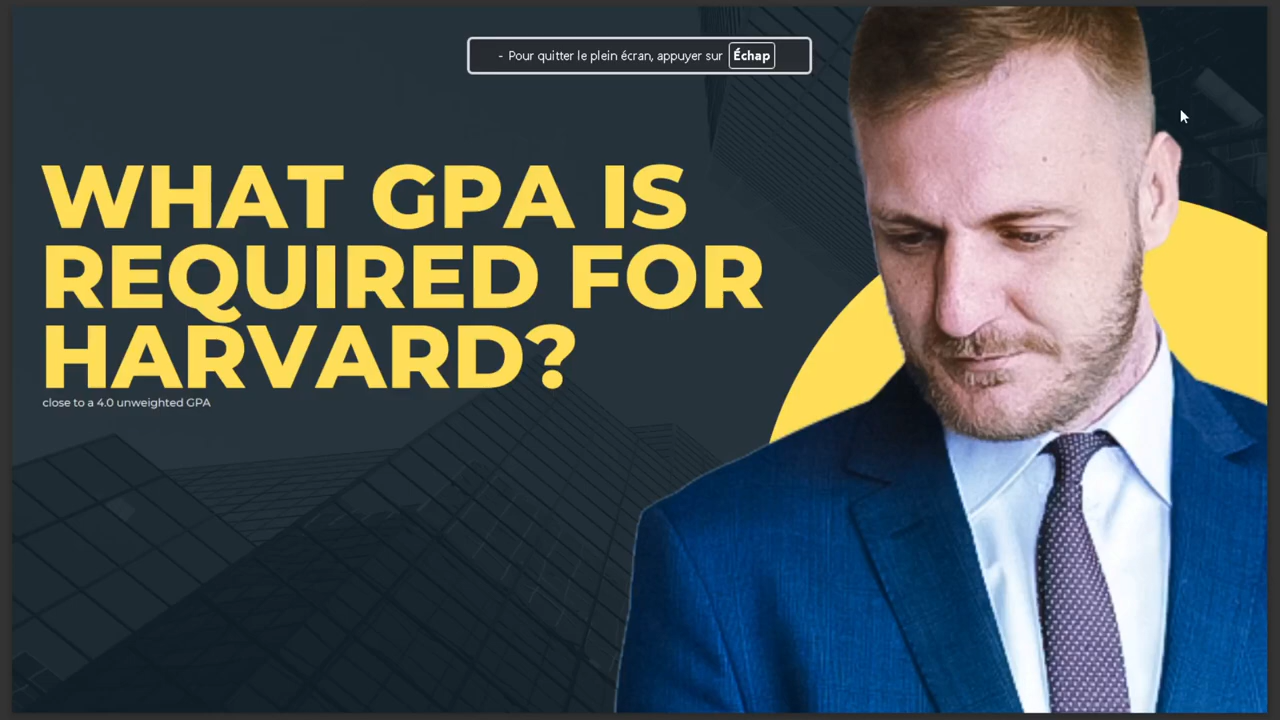 - Pour quitter le plein écran, appuyer sur Échap
WHAT GPA IS
REQUIRED FOR
HARVARD?
close to a 4.0 unweighted GPA